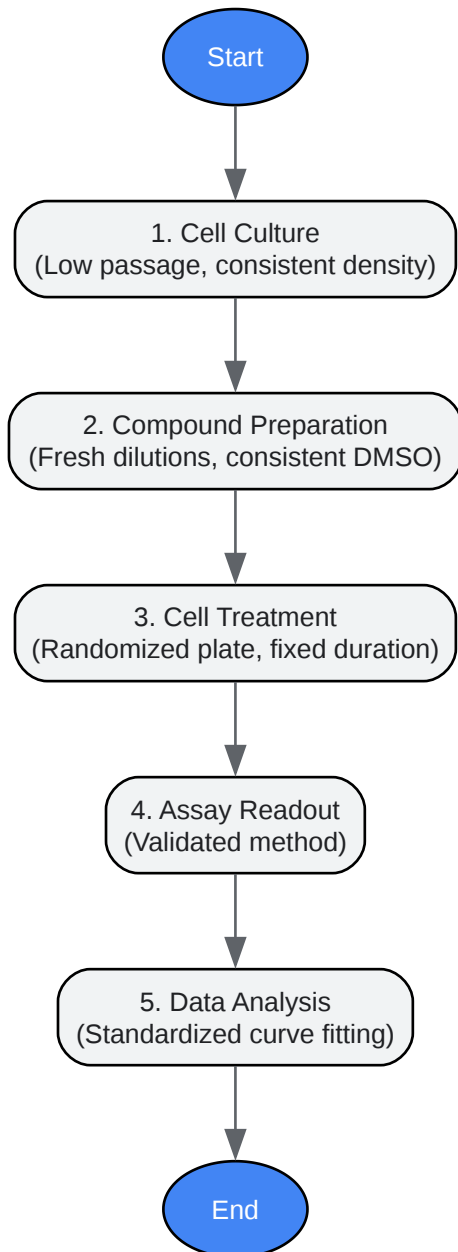 Start
1. Cell Culture
(Low passage, consistent density)
2. Compound Preparation
(Fresh dilutions, consistent DMSO)
3. Cell Treatment
(Randomized plate, fixed duration)
4. Assay Readout
(Validated method)
5. Data Analysis
(Standardized curve fitting)
End